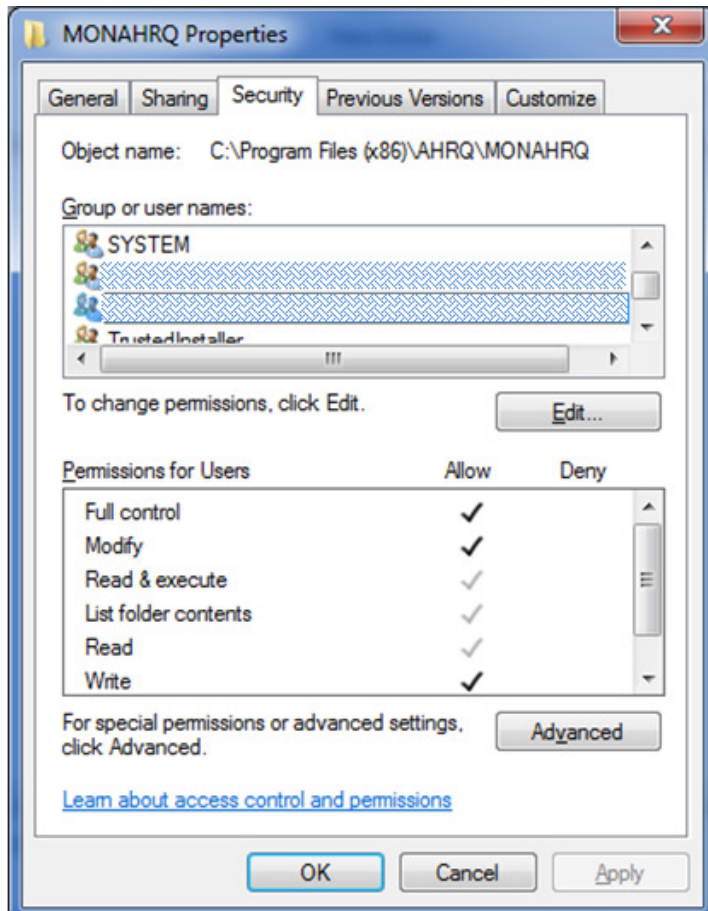 MONAHRQ Properties
General Sharing Security Previous Versions Customize
Object name: C:\Program Files (x86)\AHRQ\MONAHRQ
Group or user names:
SYSTEM
TrustedInstaller
To change permissions, click Edit.
Edit...
Permissions for Users Allow Deny
Full control
Modify
Read & execute
List folder contents
Read
Write
For special permissions or advanced settings,
click Advanced.
Advanced
Learn about access control and permissions
OK Cancel Apply